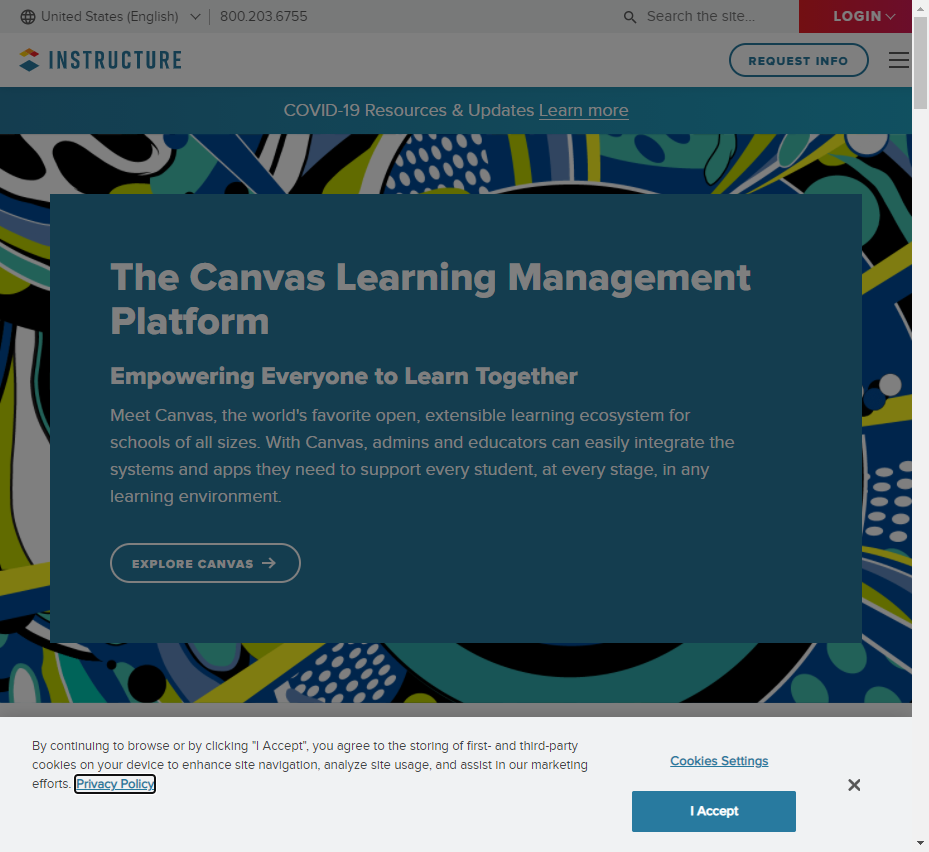 United States (English)
800.203.6755
Search the site...
LOGIN
INSTRUCTURE
REQUEST INFO
COVID-19 Resources & Updates Learn more
The Canvas Learning Management
Platform
Empowering Everyone to Learn Together
Meet Canvas, the world's favorite open, extensible learning ecosystem for
schools of all sizes. With Canvas, admins and educators can easily integrate the
systems and apps they need to support every student, at every stage, in any
learning environment.
EXPLORE CANVAS
By continuing to browse or by clicking "I Accept", you agree to the storing of first- and third-party
cookies on your device to enhance site navigation, analyze site usage, and assist in our marketing
efforts. Privacy Policy
Cookies Settings
I Accept